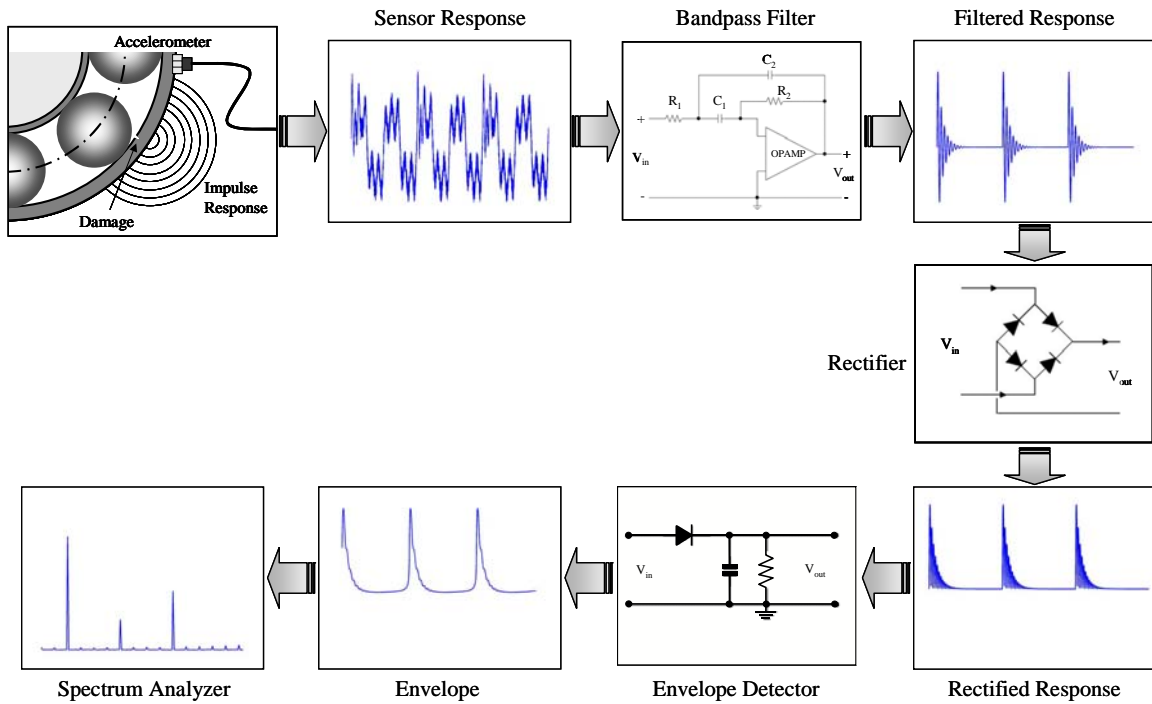 Sensor Response
Bandpass Filter
Filtered Response
Accelerometer
Impulse
Response
Damage
C2
R1
C1
R2
+
Vin
-
OPAMP
+
Vout
-
Rectifier
Vin
Vout
Vin
Vout
Spectrum Analyzer
Envelope
Envelope Detector
Rectified Response